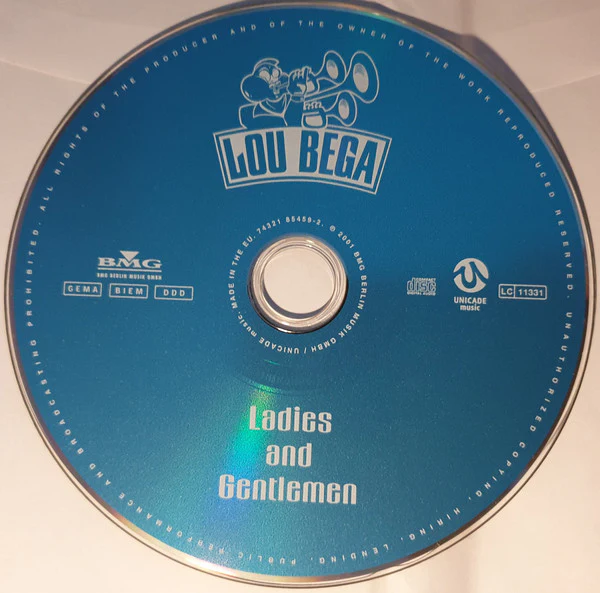 ALL RIGHTS OF THE PRODUCER AND OF THE OWNER OF THE WORK REPRODUCED RESERVED. UNAUTHORIZED COPYING, HIRING, LENDING, PUBLIC PERFORMANCE AND BROADCASTING PROHIBITED.
LOU BEGA
MADE IN THE EU. 74321 85458-2. ℗ 2001 BMG BERLIN MUSIK GMBH / UNICADE music.
BMG
BMG BERLIN MUSIK GMBH
GEMA BIEM DDD
COMPACT
disc
DIGITAL AUDIO
UNICADE
music
LC 11331
Ladies
and
Gentlemen